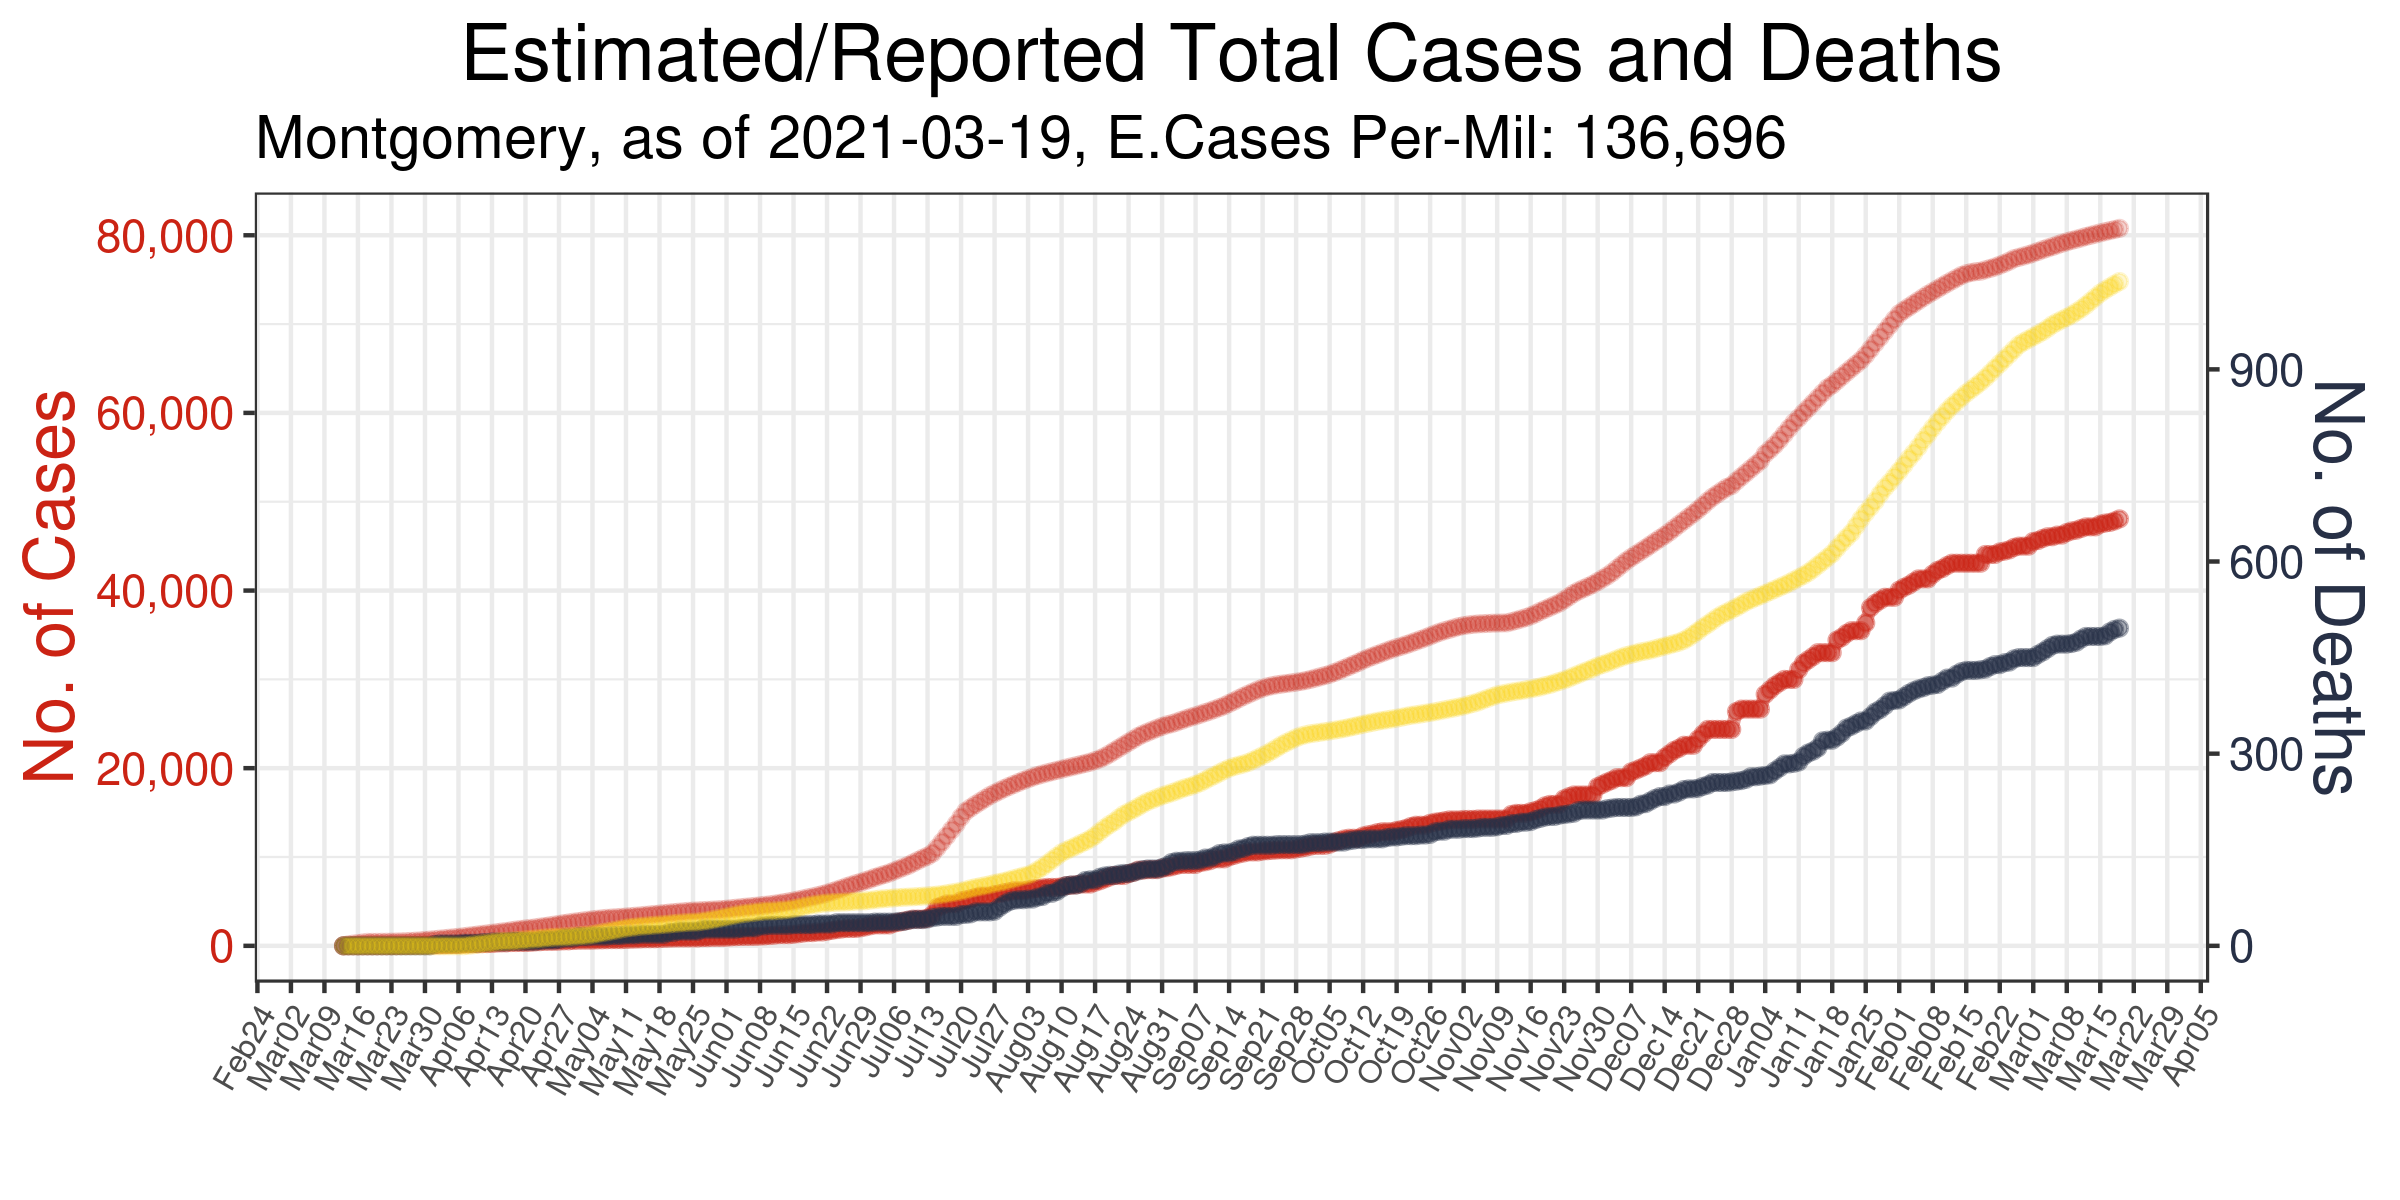 Estimated/Reported Total Cases and Deaths
Montgomery, as of 2021-03-19, E.Cases Per-Mil: 136,696
No. of Cases
80,000
60,000
40,000
20,000
0
No. of Deaths
900
600
300
0
Feb24
Mar02
Mar09
Mar16
Mar23
Mar30
Apr06
Apr13
Apr20
Apr27
May04
May11
May18
May25
Jun01
Jun08
Jun15
Jun22
Jun29
Jul06
Jul13
Jul20
Jul27
Aug03
Aug10
Aug17
Aug24
Aug31
Sep07
Sep14
Sep21
Sep28
Oct05
Oct12
Oct19
Oct26
Nov02
Nov09
Nov16
Nov23
Nov30
Dec07
Dec14
Dec21
Dec28
Jan04
Jan11
Jan18
Jan25
Feb01
Feb08
Feb15
Feb22
Mar01
Mar08
Mar15
Mar22
Mar29
Apr05